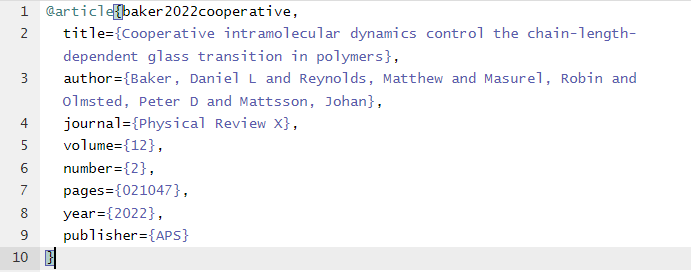 1 @article{baker2022cooperative,
2 title={Cooperative intramolecular dynamics control the chain-length-
dependent glass transition in polymers},
3 author={Baker, Daniel L and Reynolds, Matthew and Masurel, Robin and
Olmsted, Peter D and Mattsson, Johan},
4 journal={Physical Review X},
5 volume={12},
6 number={2},
7 pages={021047},
8 year={2022},
9 publisher={APS}
10 }